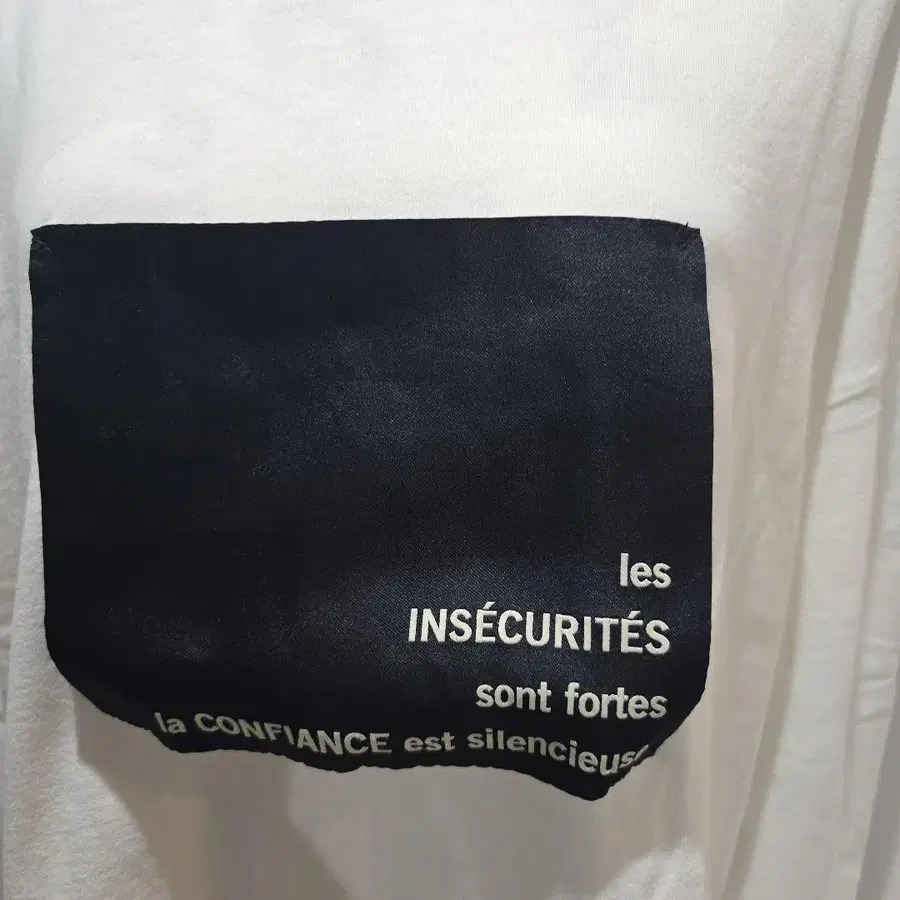 les
INSÉCURITÉS
sont fortes
la CONFIANCE est silencieuse